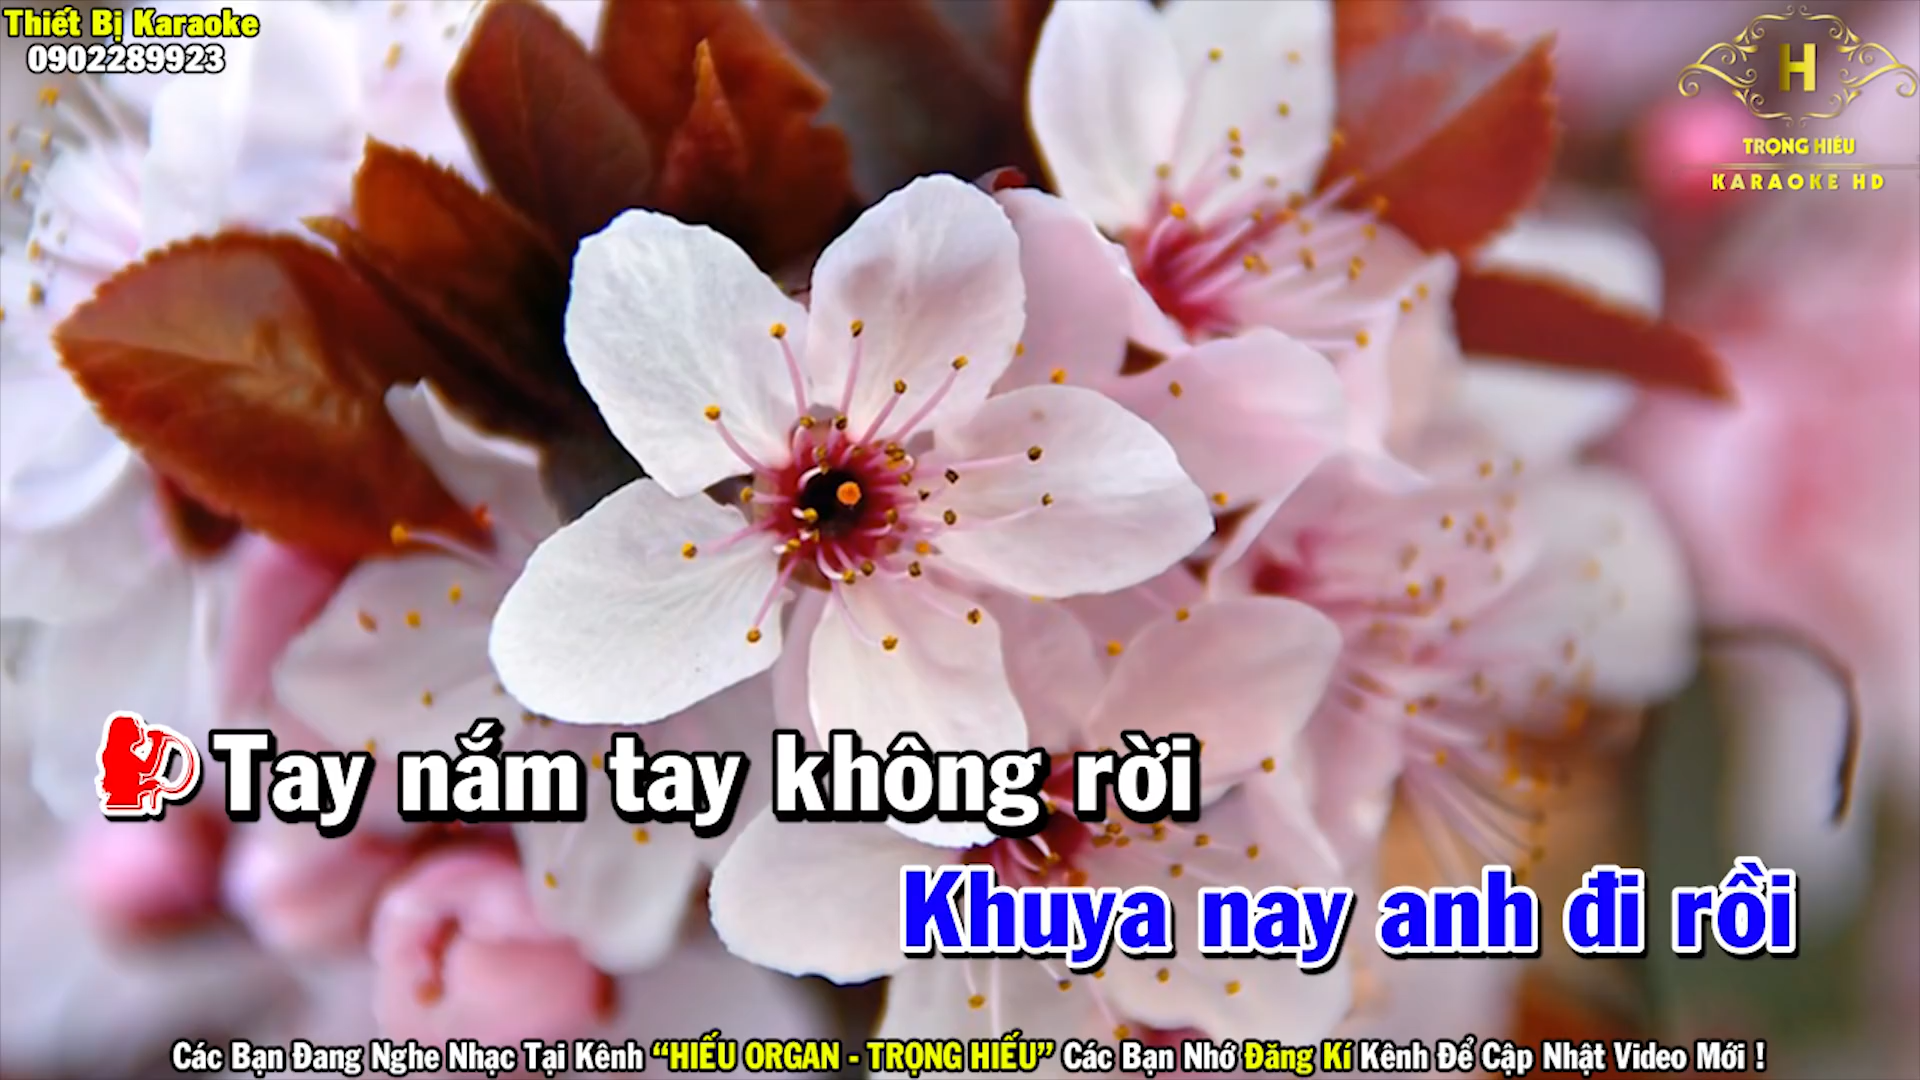 Thiết Bị Karaoke
0902289923
H
TRỌNG HIẾU
KARAOKE HD
Tay nắm tay không rời
Khuya nay anh đi rồi
Các Bạn Đang Nghe Nhạc Tại Kênh “HIẾU ORGAN - TRỌNG HIẾU” Các Bạn Nhớ Đăng Kí Kênh Để Cập Nhật Video Mới !